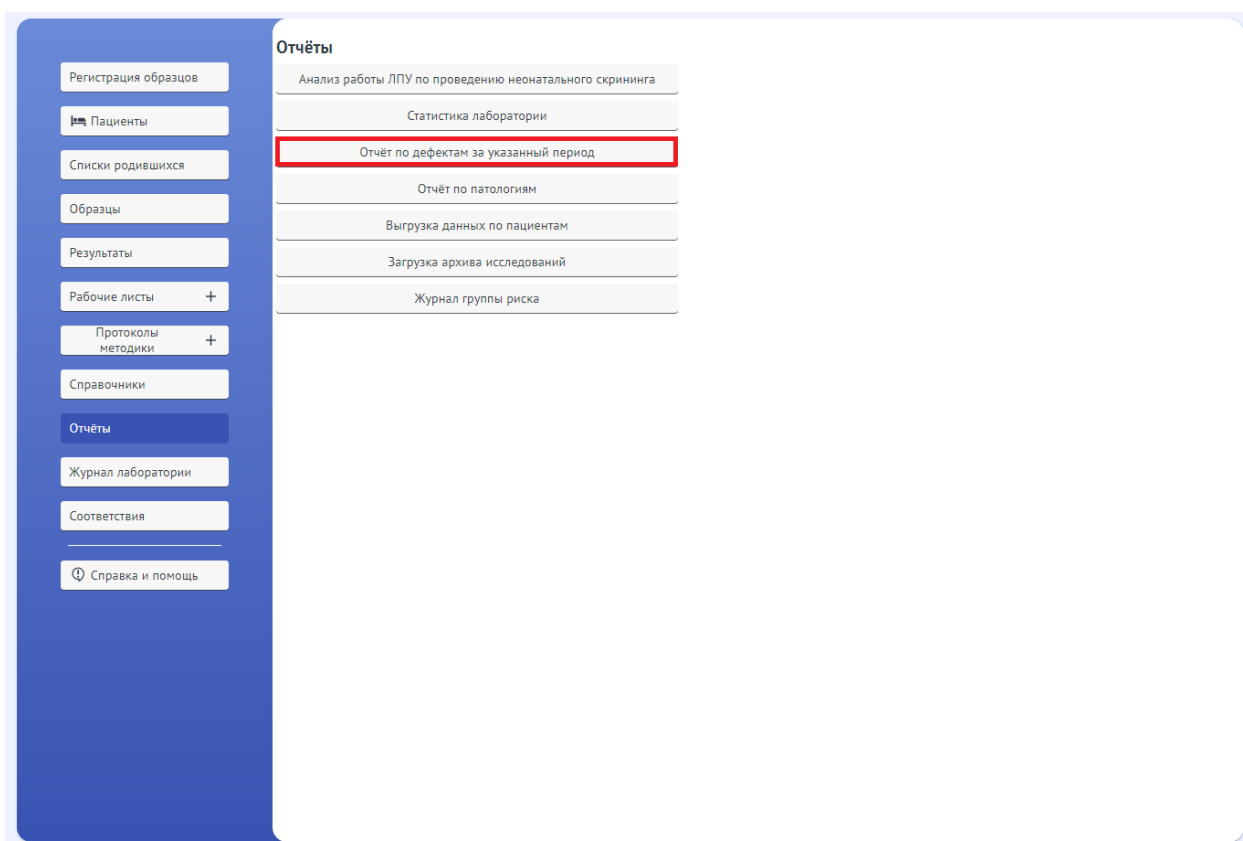 Регистрация образцов
Пациенты
Списки родившихся
Образцы
Результаты
Рабочие листы +
Протоколы
методики +
Справочники
Отчёты
Журнал лаборатории
Соответствия
Справка и помощь
Отчёты
Анализ работы ЛПУ по проведению неонатального скрининга
Статистика лаборатории
Отчёт по дефектам за указанный период
Отчёт по патологиям
Выгрузка данных по пациентам
Загрузка архива исследований
Журнал группы риска